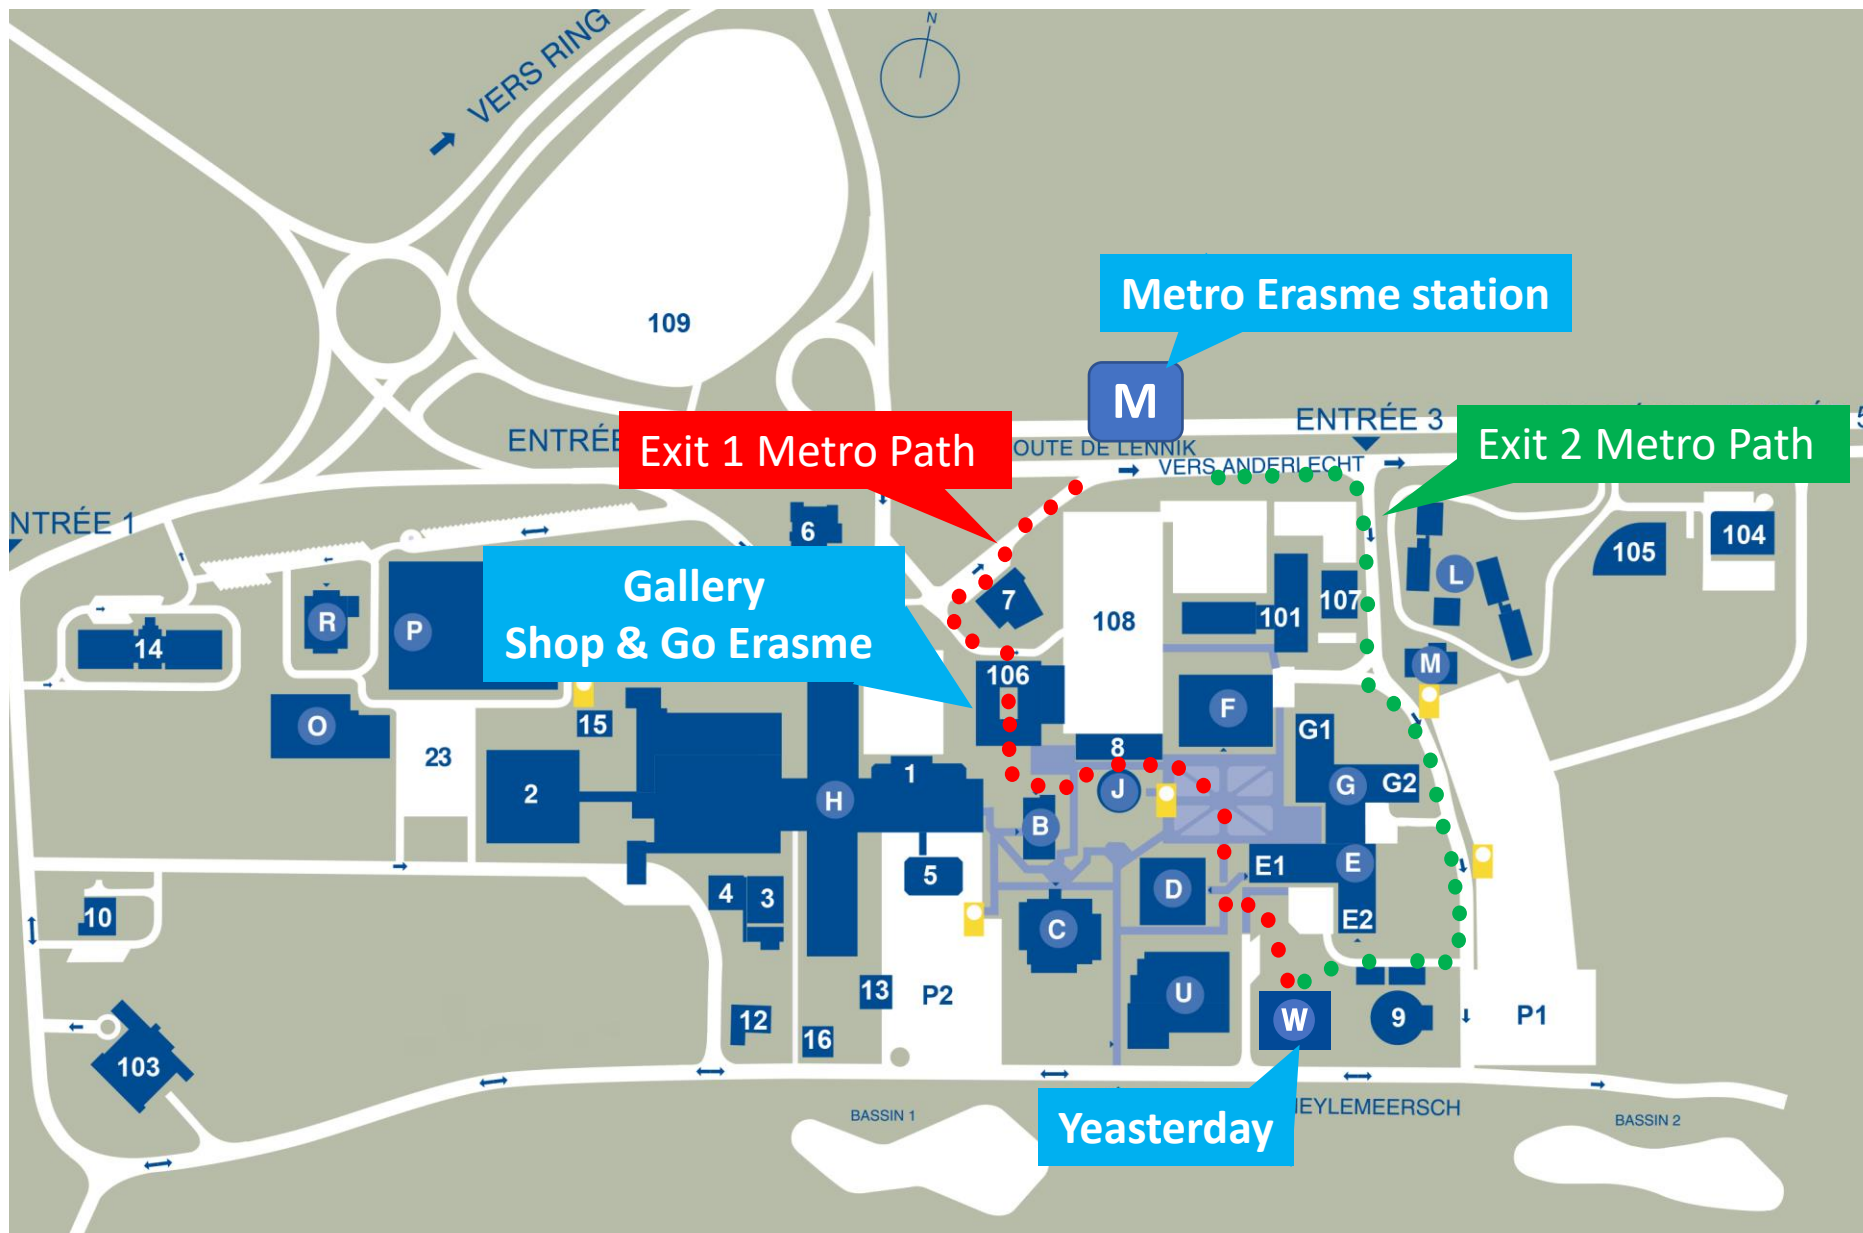 N
VERS RING
109
Metro Erasme station
M
ENTRÉE 3
Exit 1 Metro Path
Exit 2 Metro Path
OUTE DE LENNIK
VERS ANDERLECHT
NTRÉE 1
6
104
105
Gallery
Shop & Go Erasme
L
7
107
101
108
R
P
14
M
106
F
O
15
G1
23
8
1
G
G2
2
H
J
B
E1
E
5
D
4
3
10
E2
C
13
P2
U
12
W
9
P1
16
103
Yeasterday
EYLEMEERSCH
BASSIN 1
BASSIN 2